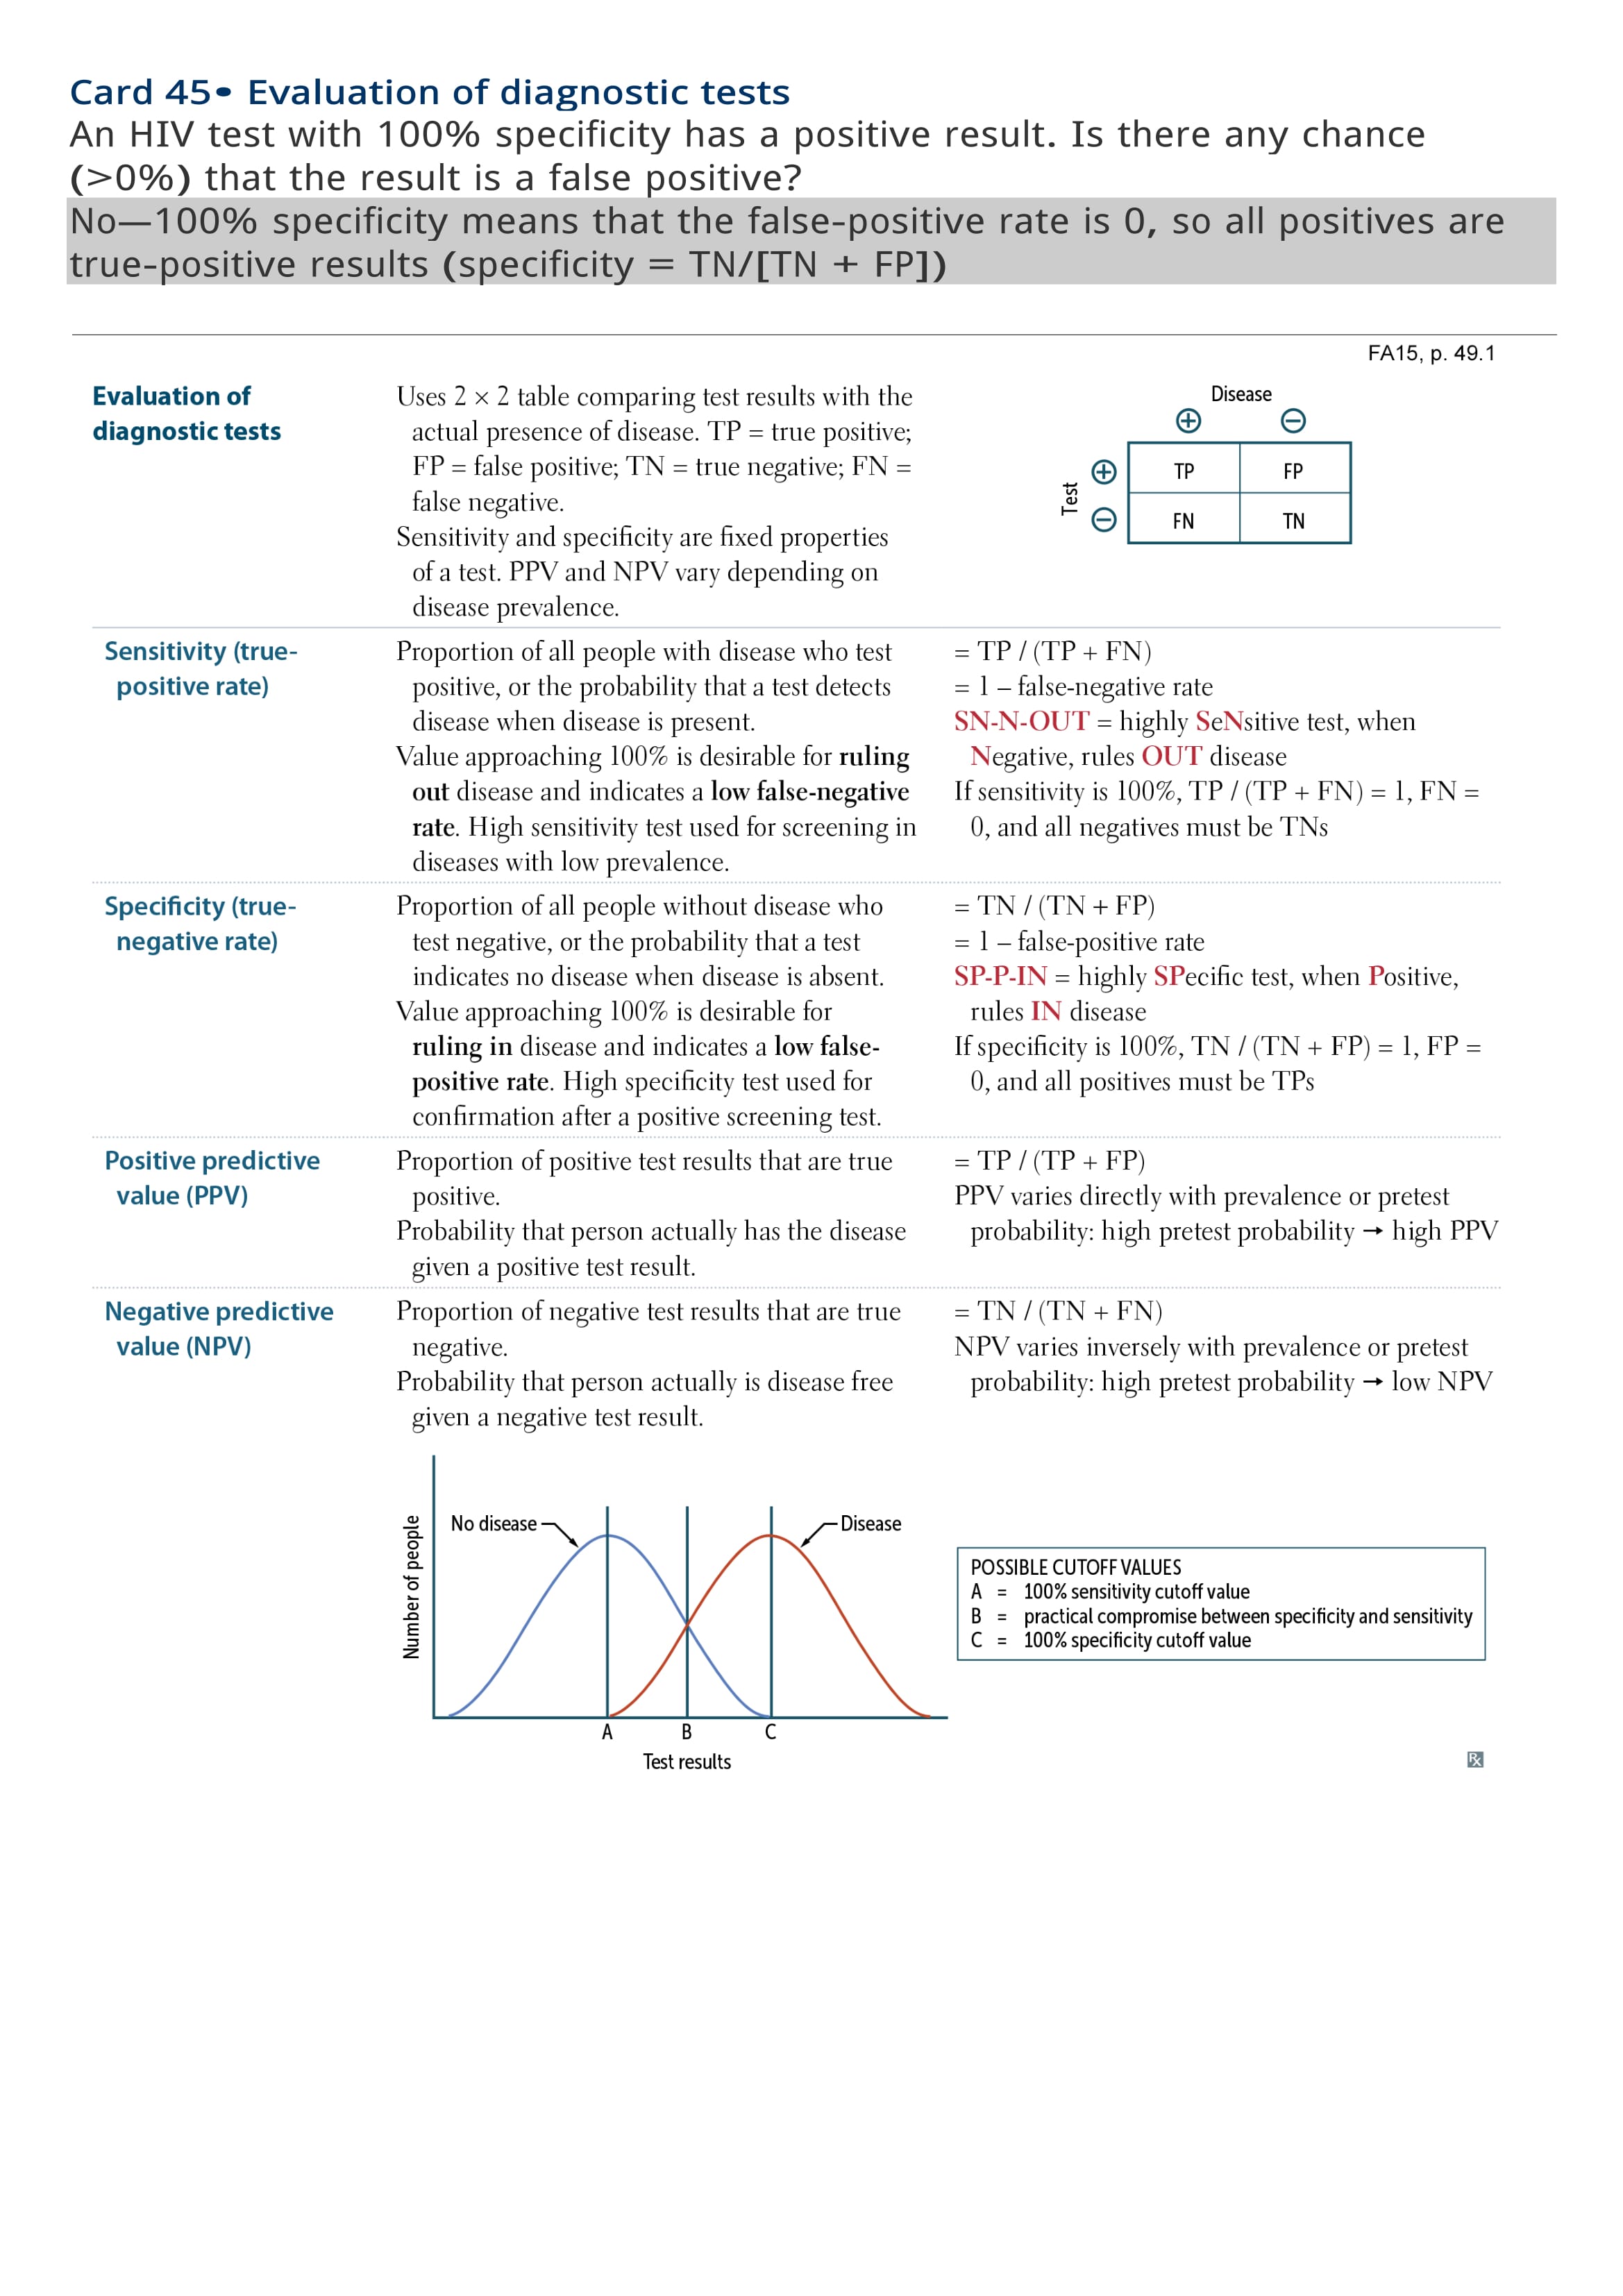 Card 45• Evaluation of diagnostic tests
An HIV test with 100% specificity has a positive result. Is there any chance
(>0%) that the result is a false positive?
No—100% specificity means that the false-positive rate is 0, so all positives are
true-positive results (specificity = TN/[TN + FP])
FA15, p. 49.1
Evaluation of
diagnostic tests
Uses 2 × 2 table comparing test results with the
actual presence of disease. TP = true positive;
FP = false positive; TN = true negative; FN =
false negative.
Sensitivity and specificity are fixed properties
of a test. PPV and NPV vary depending on
disease prevalence.
Disease
⊕ ⊖
Test
⊕ TP FP
⊖ FN TN
Sensitivity (true-
positive rate)
Proportion of all people with disease who test
positive, or the probability that a test detects
disease when disease is present.
Value approaching 100% is desirable for ruling
out disease and indicates a low false-negative
rate. High sensitivity test used for screening in
diseases with low prevalence.
= TP / (TP + FN)
= 1 – false-negative rate
SN-N-OUT = highly SeNsitive test, when
Negative, rules OUT disease
If sensitivity is 100%, TP / (TP + FN) = 1, FN =
0, and all negatives must be TNs
Specificity (true-
negative rate)
Proportion of all people without disease who
test negative, or the probability that a test
indicates no disease when disease is absent.
Value approaching 100% is desirable for
ruling in disease and indicates a low false-
positive rate. High specificity test used for
confirmation after a positive screening test.
= TN / (TN + FP)
= 1 – false-positive rate
SP-P-IN = highly SPecific test, when Positive,
rules IN disease
If specificity is 100%, TN / (TN + FP) = 1, FP =
0, and all positives must be TPs
Positive predictive
value (PPV)
Proportion of positive test results that are true
positive.
Probability that person actually has the disease
given a positive test result.
= TP / (TP + FP)
PPV varies directly with prevalence or pretest
probability: high pretest probability → high PPV
Negative predictive
value (NPV)
Proportion of negative test results that are true
negative.
Probability that person actually is disease free
given a negative test result.
= TN / (TN + FN)
NPV varies inversely with prevalence or pretest
probability: high pretest probability → low NPV
Number of people
No disease
Disease
A B C
Test results
POSSIBLE CUTOFF VALUES
A = 100% sensitivity cutoff value
B = practical compromise between specificity and sensitivity
C = 100% specificity cutoff value
Rx